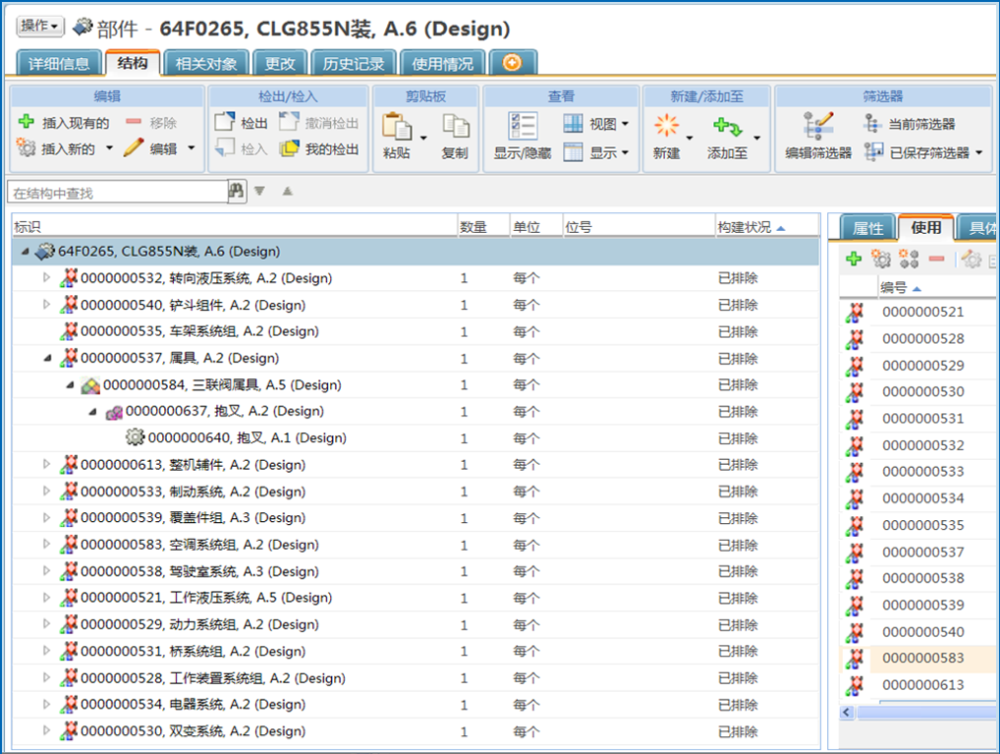 操作 部件 - 64F0265, CLG855N装, A.6 (Design)
详细信息 结构 相关对象 更改 历史记录 使用情况
编辑 检出/检入 剪贴板 查看 新建/添加至 筛选器
插入现有的 移除 检出 撤消检出 视图 当前筛选器
插入新的 编辑 检入 我的检出 粘贴 复制 显示/隐藏 显示 新建 添加至 编辑筛选器 已保存筛选器
在结构中查找
标识 数量 单位 位号 构建状况
64F0265, CLG855N装, A.6 (Design)
0000000532, 转向液压系统, A.2 (Design) 1 每个 已排除
0000000540, 铲斗组件, A.2 (Design) 1 每个 已排除
0000000535, 车架系统组, A.2 (Design) 1 每个 已排除
0000000537, 属具, A.2 (Design) 1 每个 已排除
0000000584, 三联阀属具, A.5 (Design) 1 每个 已排除
0000000637, 抱叉, A.2 (Design) 1 每个 已排除
0000000640, 抱叉, A.1 (Design) 1 每个 已排除
0000000613, 整机辅件, A.2 (Design) 1 每个 已排除
0000000533, 制动系统, A.2 (Design) 1 每个 已排除
0000000539, 覆盖件组, A.3 (Design) 1 每个 已排除
0000000583, 空调系统组, A.2 (Design) 1 每个 已排除
0000000538, 驾驶室系统, A.3 (Design) 1 每个 已排除
0000000521, 工作液压系统, A.5 (Design) 1 每个 已排除
0000000529, 动力系统组, A.2 (Design) 1 每个 已排除
0000000531, 桥系统组, A.2 (Design) 1 每个 已排除
0000000528, 工作装置系统组, A.2 (Design) 1 每个 已排除
0000000534, 电器系统, A.2 (Design) 1 每个 已排除
0000000530, 双变系统, A.2 (Design) 1 每个 已排除
属性 使用 具体
编号
0000000521
0000000528
0000000529
0000000530
0000000531
0000000532
0000000533
0000000534
0000000535
0000000537
0000000538
0000000539
0000000540
0000000583
0000000613